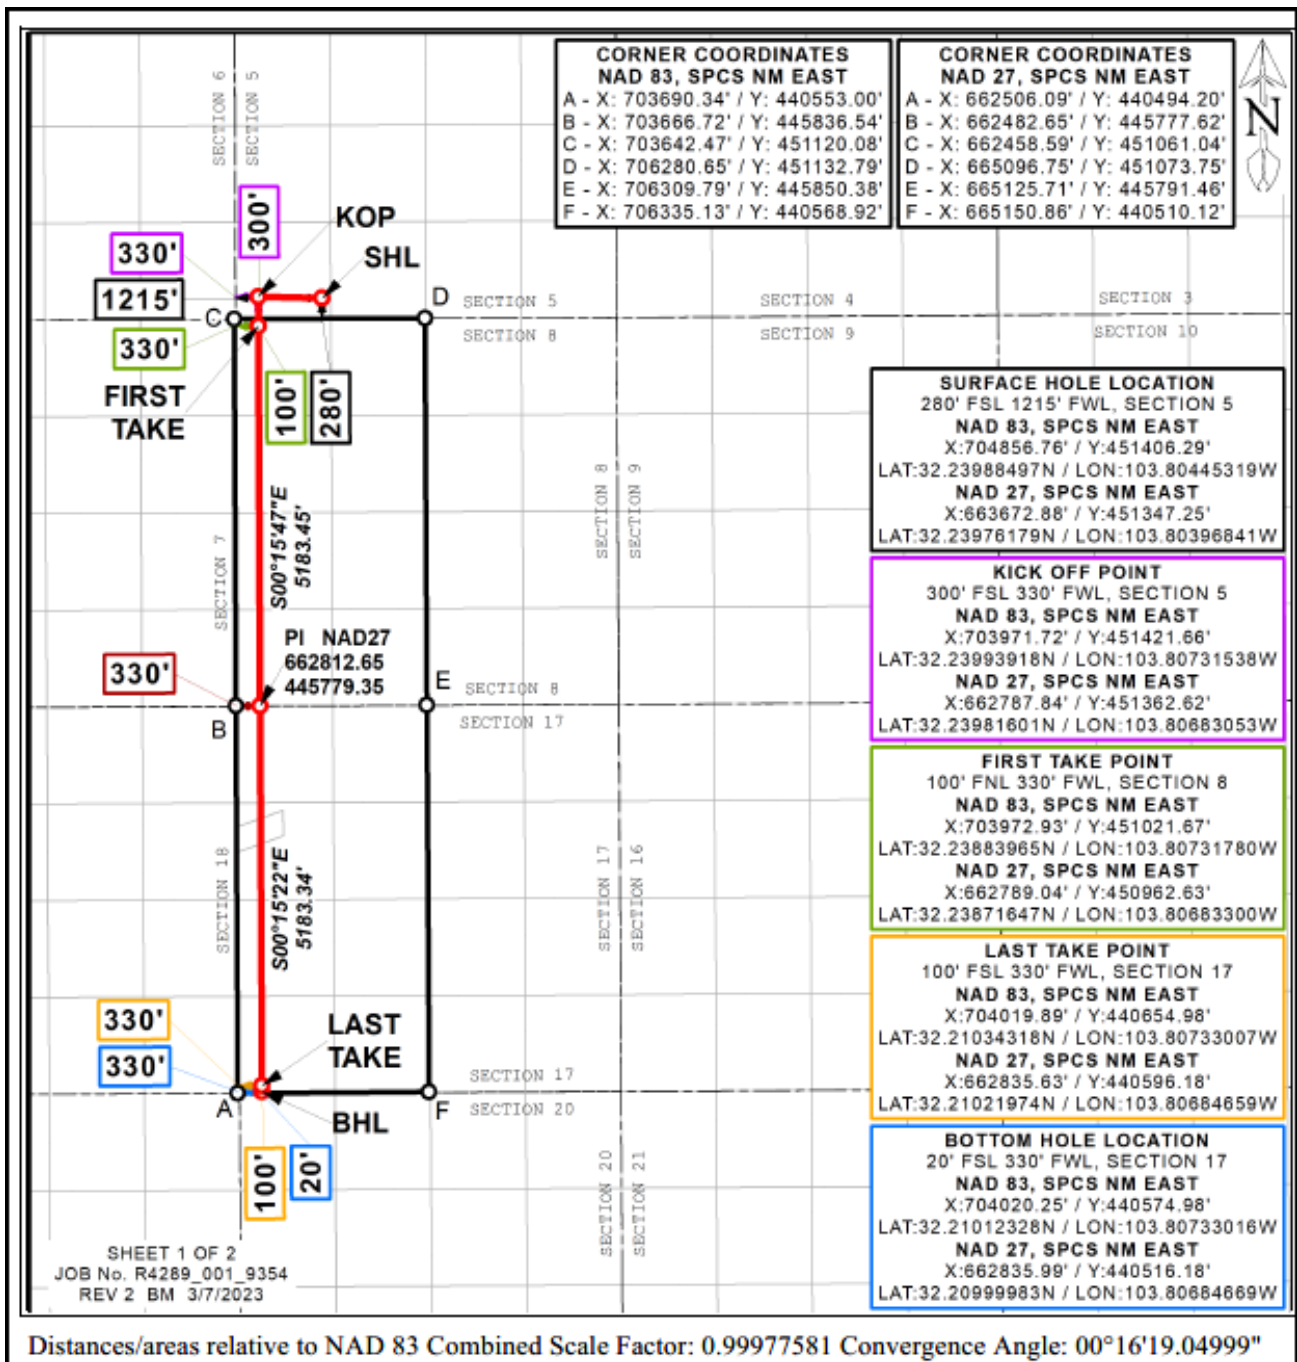 CORNER COORDINATES
NAD 83, SPCS NM EAST
A - X: 703690.34' / Y: 440553.00'
B - X: 703666.72' / Y: 445836.54'
C - X: 703642.47' / Y: 451120.08'
D - X: 706280.65' / Y: 451132.79'
E - X: 706309.79' / Y: 445850.38'
F - X: 706335.13' / Y: 440568.92'
CORNER COORDINATES
NAD 27, SPCS NM EAST
A - X: 662506.09' / Y: 440494.20'
B - X: 662482.65' / Y: 445777.62'
C - X: 662458.59' / Y: 451061.04'
D - X: 665096.75' / Y: 451073.75'
E - X: 665125.71' / Y: 445791.46'
F - X: 665150.86' / Y: 440510.12'
N
SECTION 6
SECTION 5
300'
KOP
330'
SHL
1215'
C
D
SECTION 5
SECTION 8
SECTION 4
SECTION 9
SECTION 3
SECTION 10
330'
FIRST
TAKE
100'
280'
SURFACE HOLE LOCATION
280' FSL 1215' FWL, SECTION 5
NAD 83, SPCS NM EAST
X:704856.76' / Y:451406.29'
LAT:32.23988497N / LON:103.80445319W
NAD 27, SPCS NM EAST
X:663672.88' / Y:451347.25'
LAT:32.23976179N / LON:103.80396841W
SECTION 8
SECTION 9
S00°15'47"E
5183.45'
SECTION 7
KICK OFF POINT
300' FSL 330' FWL, SECTION 5
NAD 83, SPCS NM EAST
X:703971.72' / Y:451421.66'
LAT:32.23993918N / LON:103.80731538W
NAD 27, SPCS NM EAST
X:662787.84' / Y:451362.62'
LAT:32.23981601N / LON:103.80683053W
PI NAD27
662812.65
445779.35
330'
B
E
SECTION 8
SECTION 17
FIRST TAKE POINT
100' FNL 330' FWL, SECTION 8
NAD 83, SPCS NM EAST
X:703972.93' / Y:451021.67'
LAT:32.23883965N / LON:103.80731780W
NAD 27, SPCS NM EAST
X:662789.04' / Y:450962.63'
LAT:32.23871647N / LON:103.80683300W
SECTION 18
S00°15'22"E
5183.34'
SECTION 17
SECTION 16
LAST TAKE POINT
100' FSL 330' FWL, SECTION 17
NAD 83, SPCS NM EAST
X:704019.89' / Y:440654.98'
LAT:32.21034318N / LON:103.80733007W
NAD 27, SPCS NM EAST
X:662835.63' / Y:440596.18'
LAT:32.21021974N / LON:103.80684659W
330'
330'
LAST
TAKE
A
BHL
F
SECTION 17
SECTION 20
100'
20'
SECTION 20
SECTION 21
BOTTOM HOLE LOCATION
20' FSL 330' FWL, SECTION 17
NAD 83, SPCS NM EAST
X:704020.25' / Y:440574.98'
LAT:32.21012328N / LON:103.80733016W
NAD 27, SPCS NM EAST
X:662835.99' / Y:440516.18'
LAT:32.20999983N / LON:103.80684669W
SHEET 1 OF 2
JOB No. R4289_001_9354
REV 2 BM 3/7/2023
Distances/areas relative to NAD 83 Combined Scale Factor: 0.99977581 Convergence Angle: 00°16'19.04999"